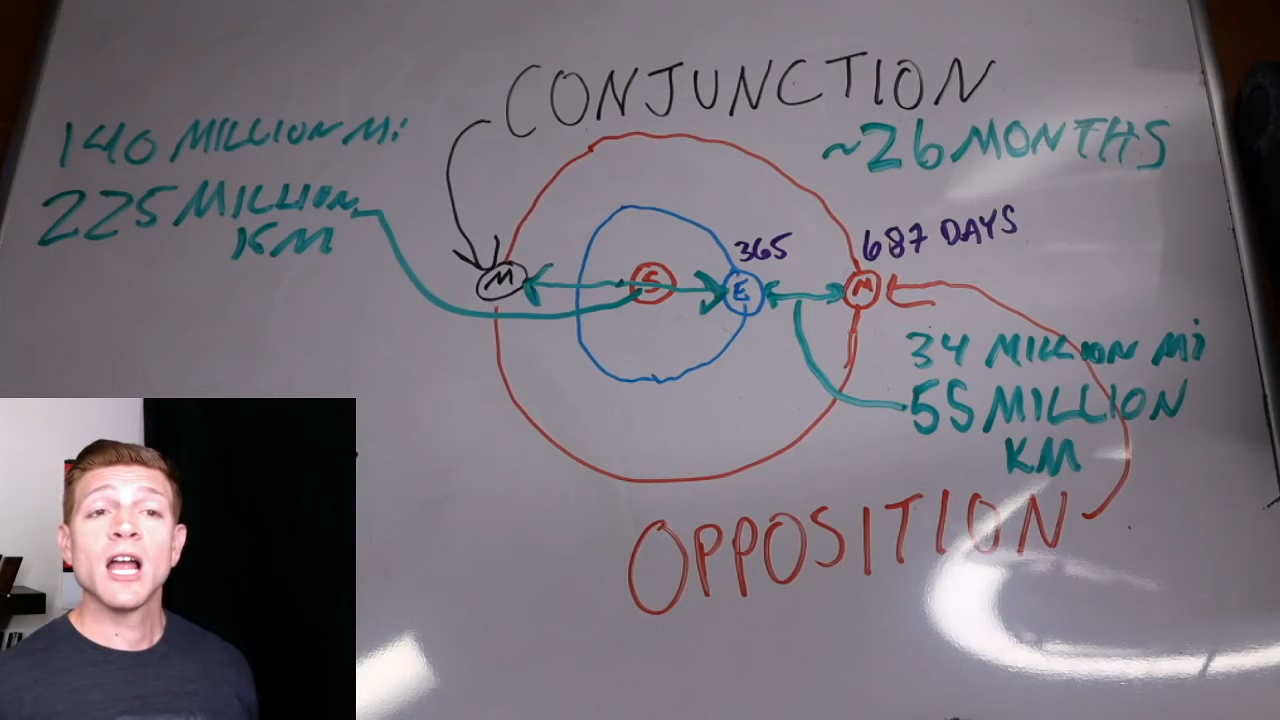 CONJUNCTION
140 MILLION Mi
225 MILLION
KM
~26 MONTHS
365
687 DAYS
M
S
E
M
34 MILLION Mi
55 MILLION
KM
OPPOSITION